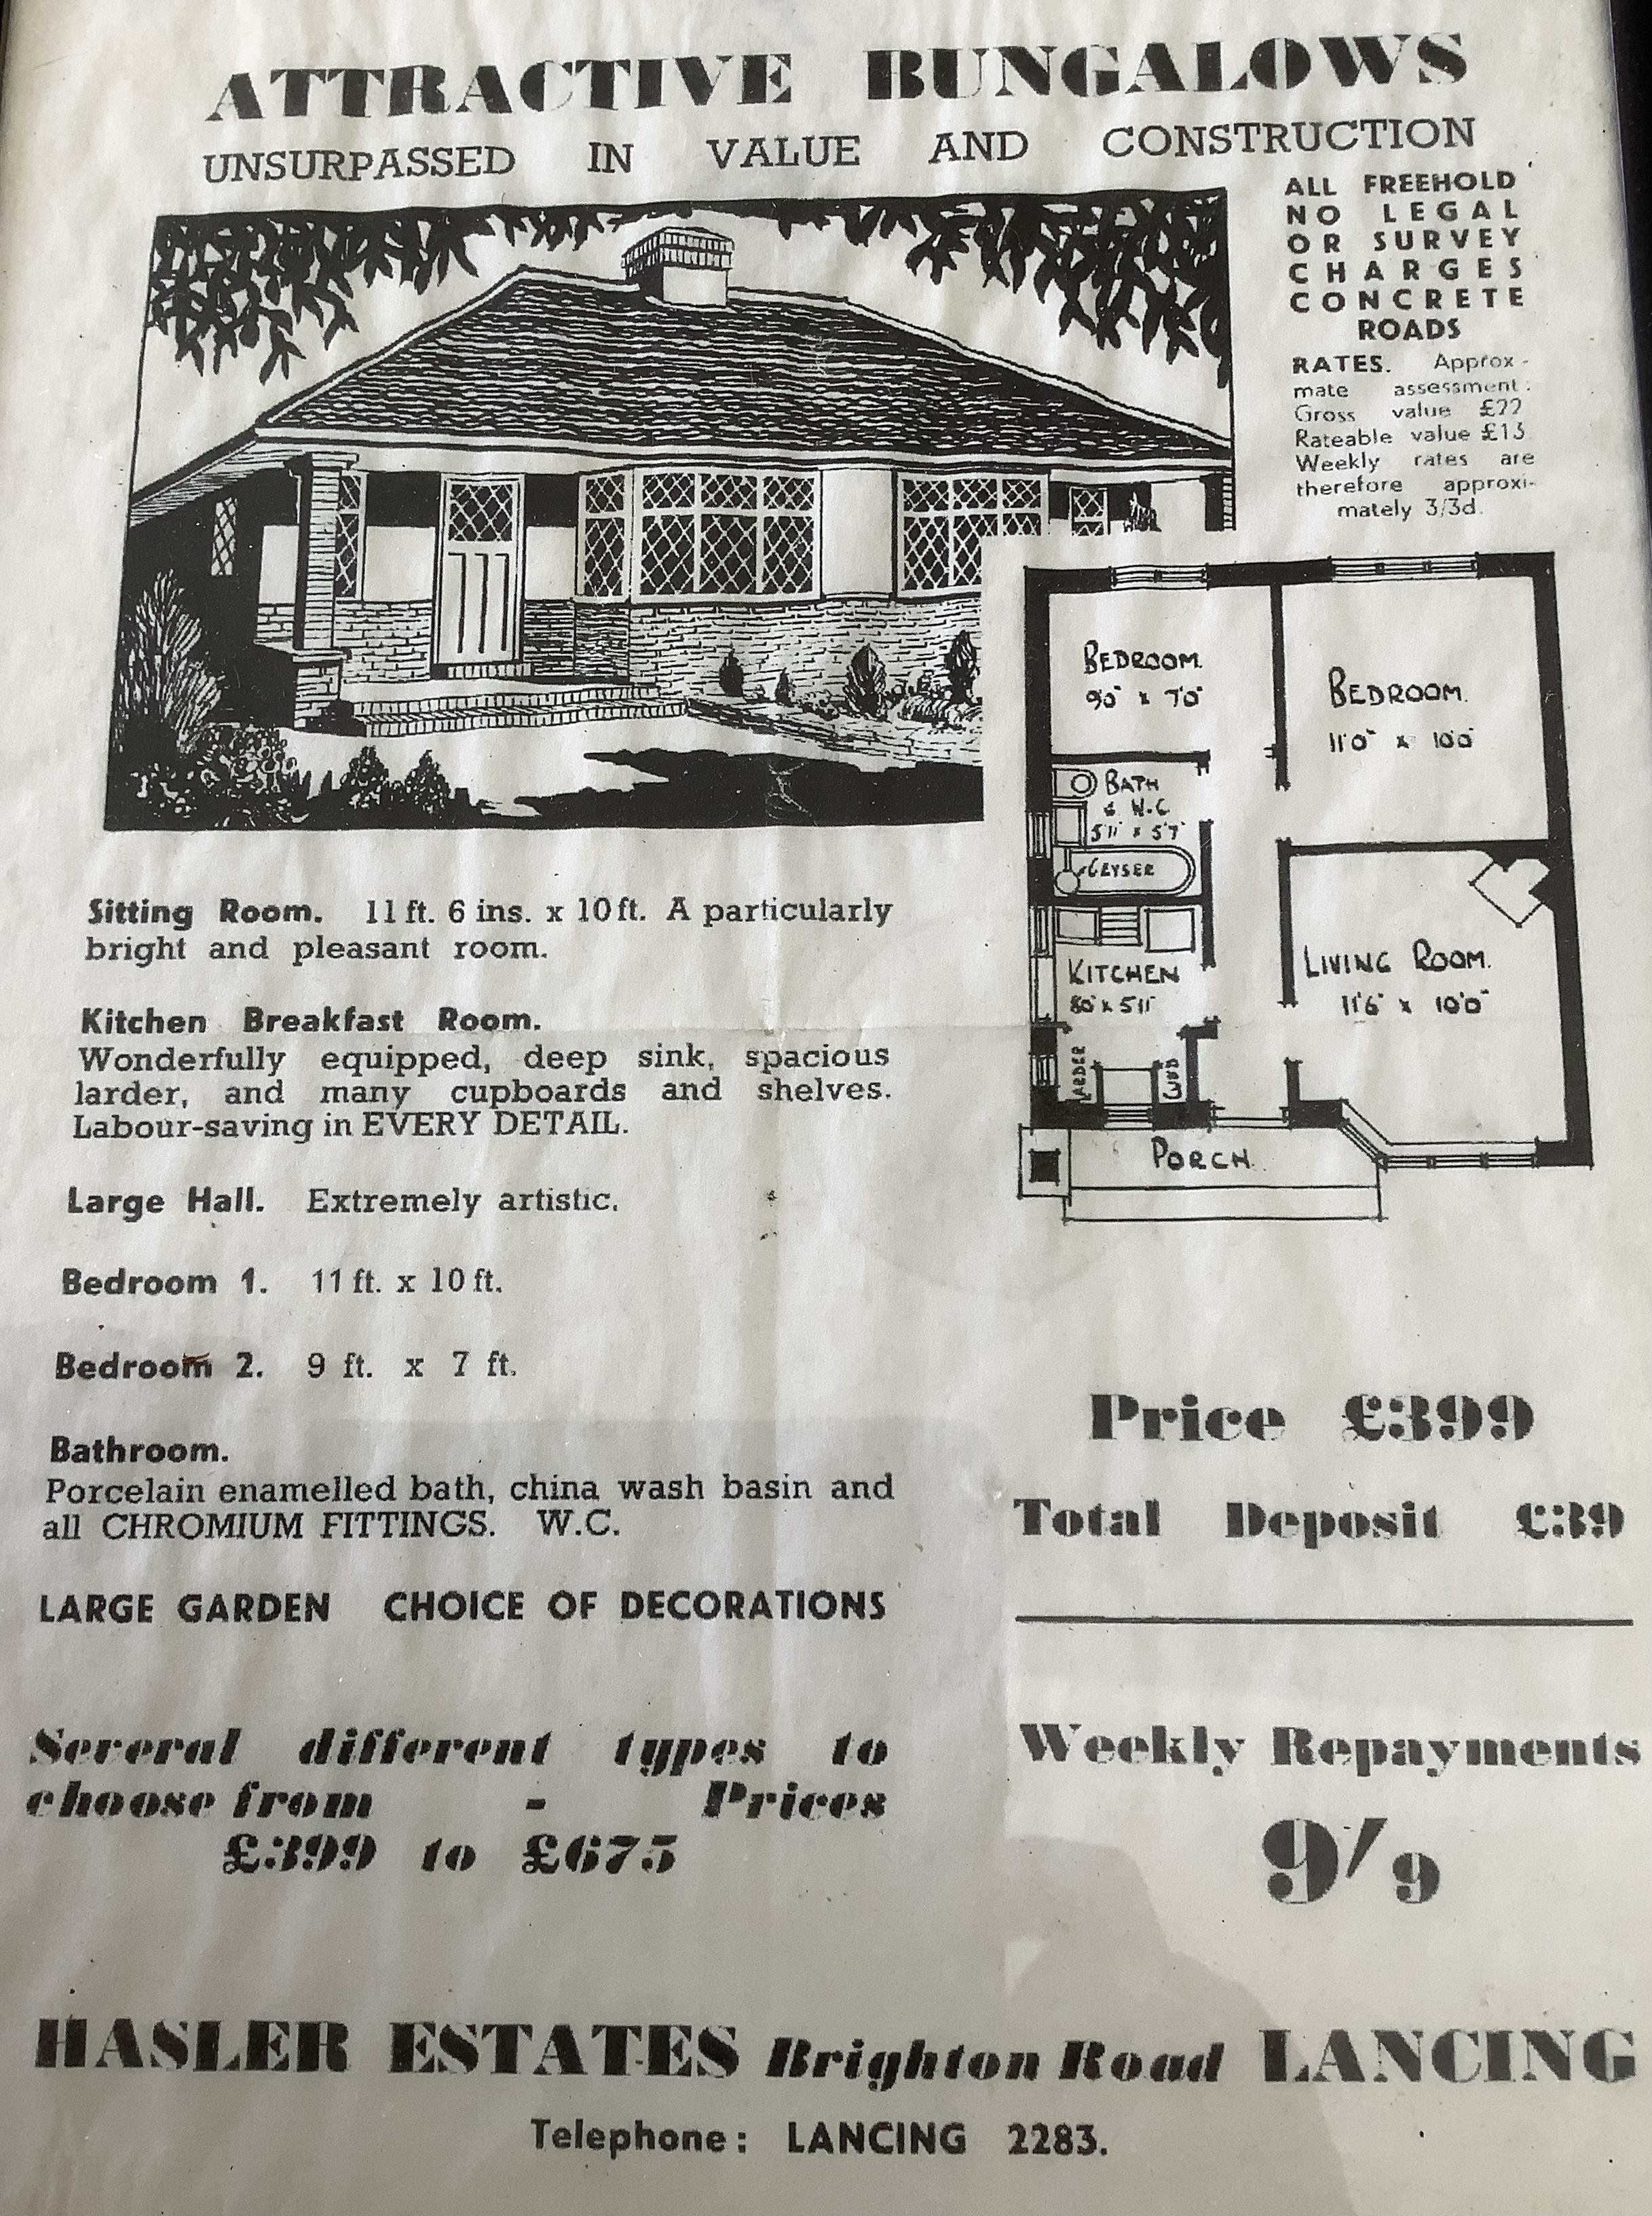 ATTRACTIVE BUNGALOWS
UNSURPASSED IN VALUE AND CONSTRUCTION
ALL FREEHOLD
NO LEGAL
OR SURVEY
CHARGES
CONCRETE
ROADS
RATES. Approx-
mate assessment:
Gross value £22
Rateable value £13
Weekly rates are
therefore approxi-
mately 3/3d.
BEDROOM.
9'0" x 7'0"
BEDROOM.
11'0" x 10'0"
BATH
& W.C.
5'11" x 5'7"
GEYSER
KITCHEN
8'0" x 5'11"
LIVING ROOM.
11'6" x 10'0"
LARDER
CUPD
PORCH.
Sitting Room. 11 ft. 6 ins. x 10 ft. A particularly
bright and pleasant room.
Kitchen Breakfast Room.
Wonderfully equipped, deep sink, spacious
larder, and many cupboards and shelves.
Labour-saving in EVERY DETAIL.
Large Hall. Extremely artistic.
Bedroom 1. 11 ft. x 10 ft.
Bedroom 2. 9 ft. x 7 ft.
Bathroom.
Porcelain enamelled bath, china wash basin and
all CHROMIUM FITTINGS. W.C.
LARGE GARDEN CHOICE OF DECORATIONS
Several different types to
choose from - Prices
£399 to £675
Price £399
Total Deposit £39
Weekly Repayments
9/9
HASLER ESTATES Brighton Road LANCING
Telephone: LANCING 2283.